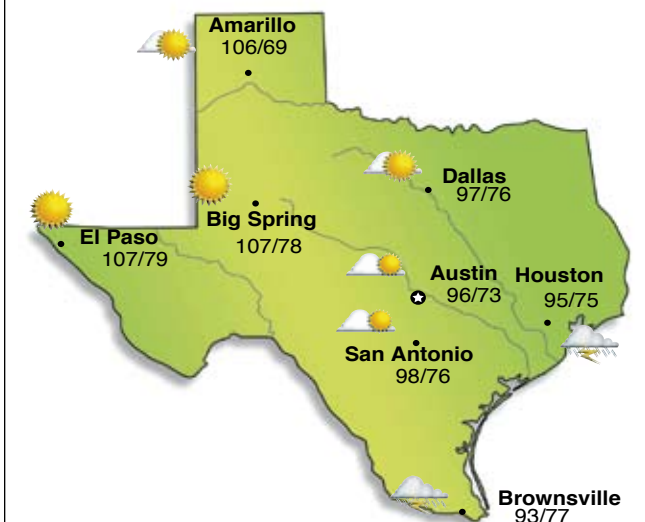 Amarillo
106/69
Dallas
97/76
Big Spring
107/78
El Paso
107/79
Austin
96/73
Houston
95/75
San Antonio
98/76
Brownsville
93/77